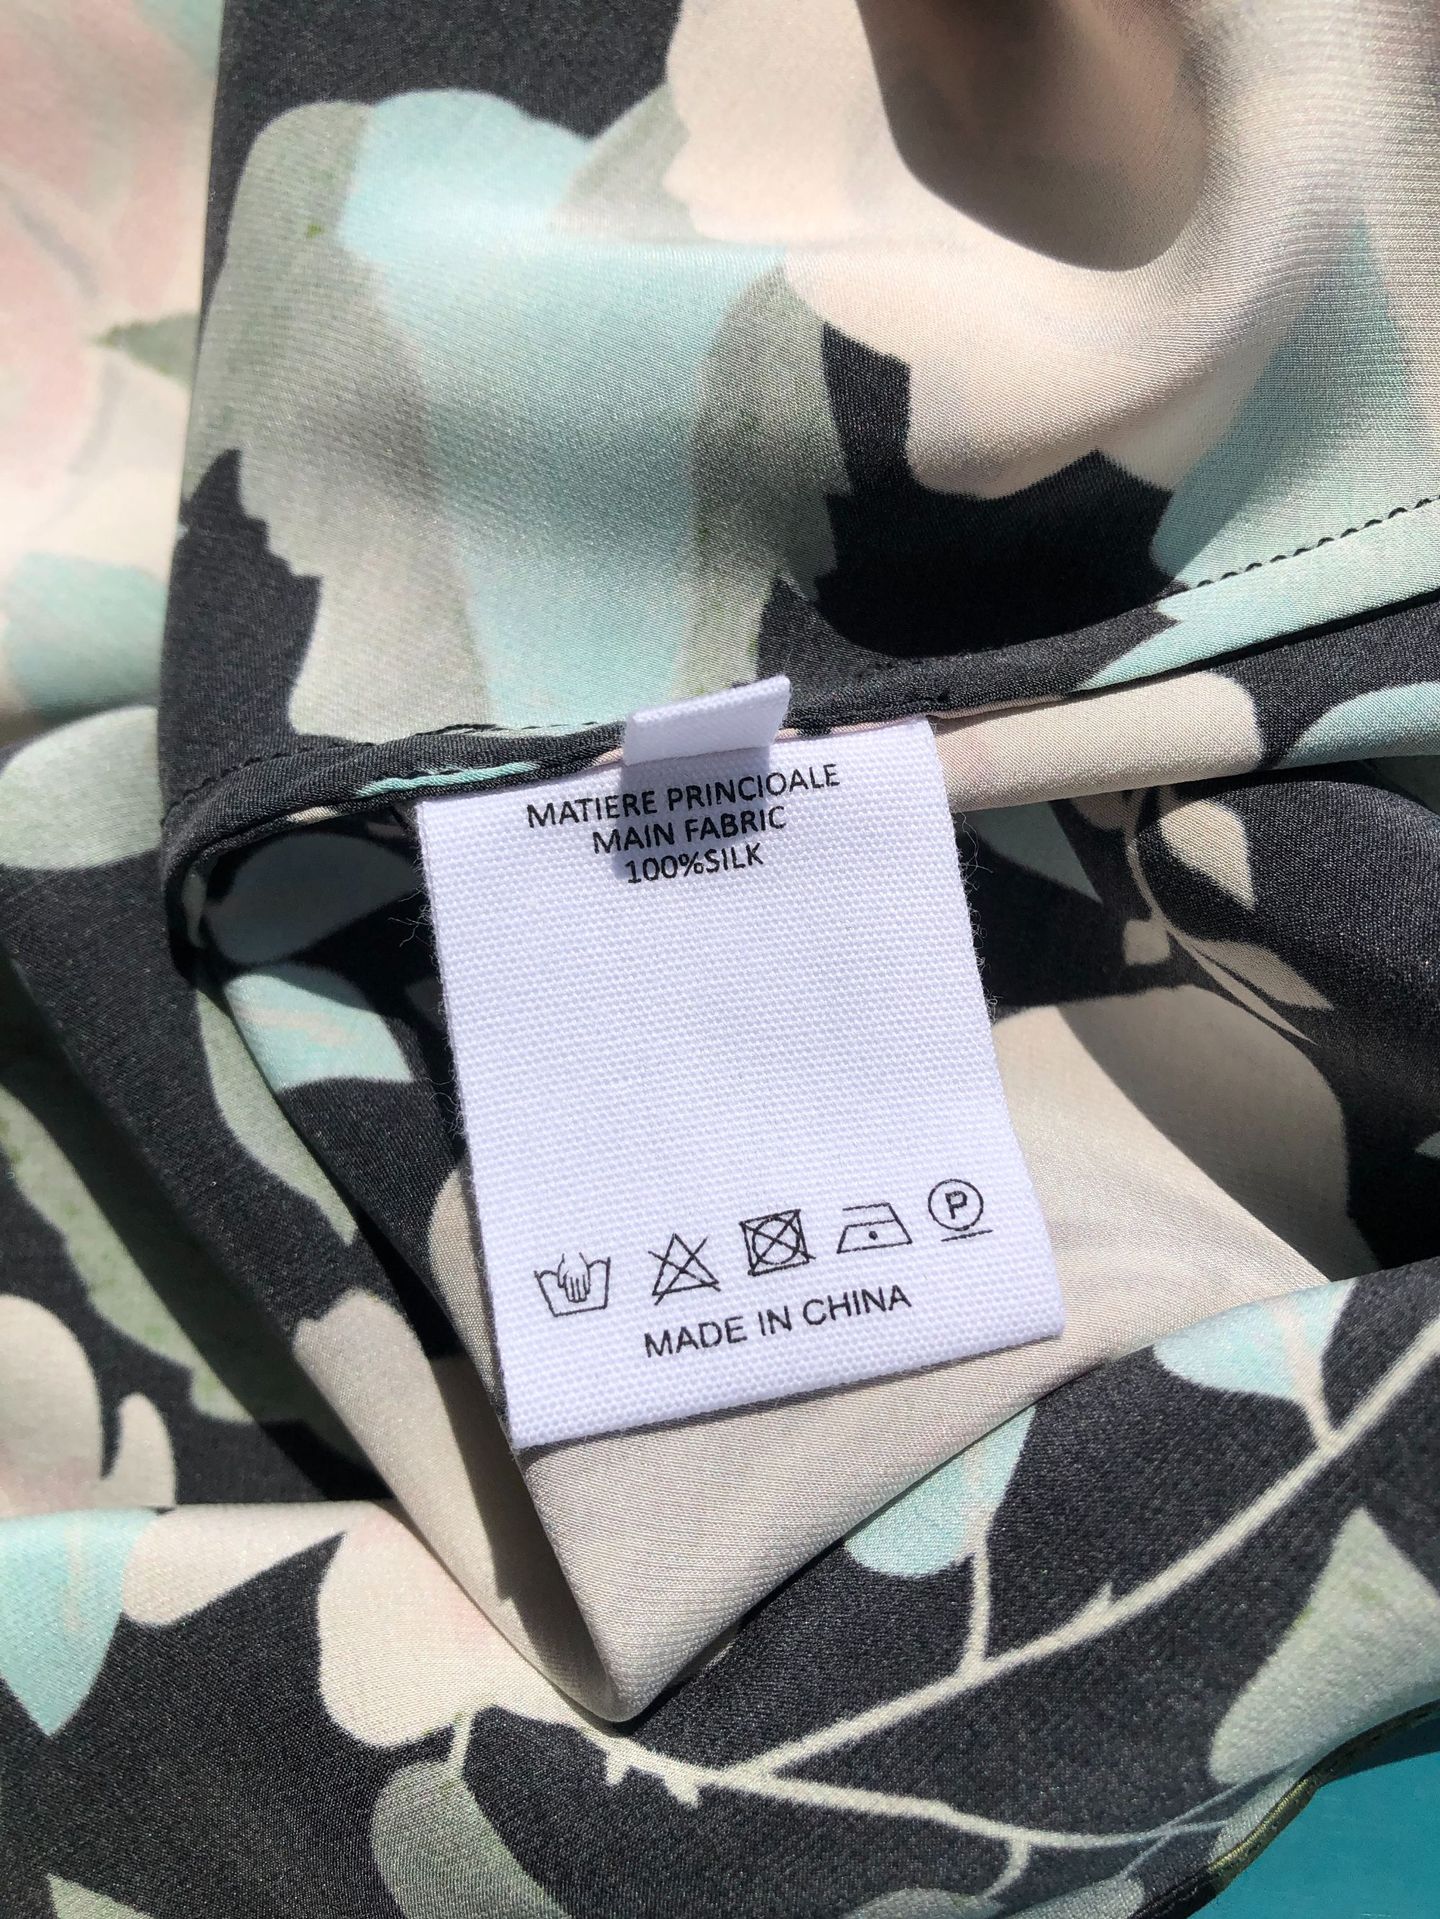 MATIERE PRINCIOALE
MAIN FABRIC
100%SILK
P
MADE IN CHINA